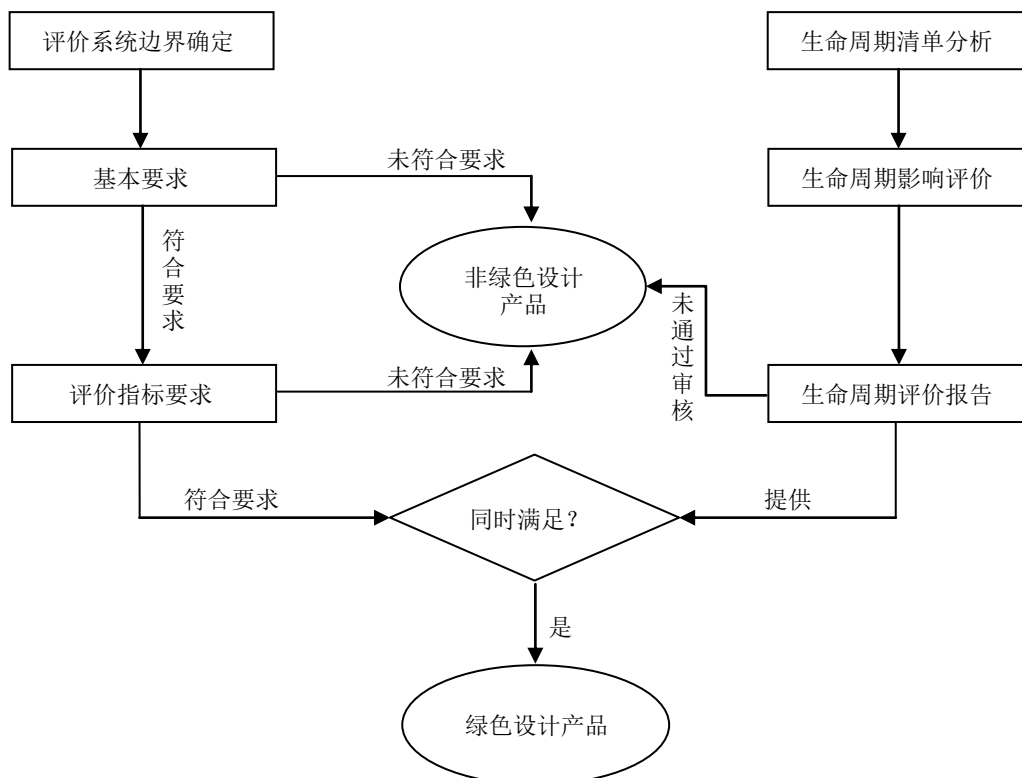 评价系统边界确定
生命周期清单分析
基本要求
未符合要求
生命周期影响评价
符合要求
非绿色设计
产品
未通过审核
评价指标要求
未符合要求
生命周期评价报告
符合要求
同时满足？
提供
是
绿色设计产品